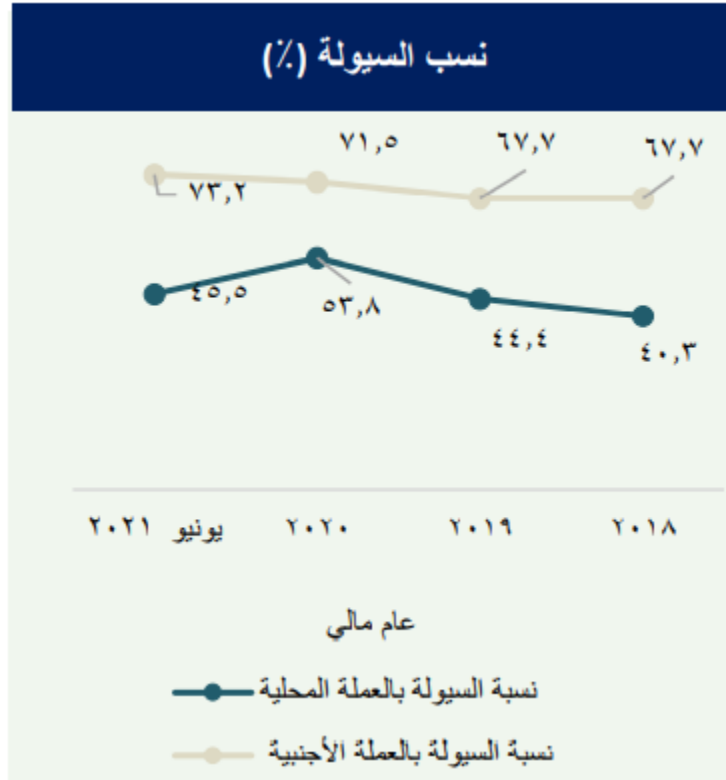 نسب السيولة (٪)
٦٧,٧
٦٧,٧
٧١,٥
٧٣,٢
٤٠,٣
٤٤,٤
٥٣,٨
٤٥,٥
٢٠١٨
٢٠١٩
٢٠٢٠
يونيو ٢٠٢١
عام مالي
نسبة السيولة بالعملة المحلية
نسبة السيولة بالعملة الأجنبية